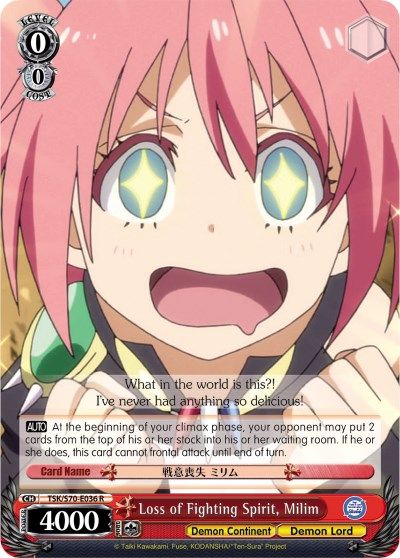 LEVEL
0
0
COST
What in the world is this?!
I've never had anything so delicious!
AUTO At the beginning of your climax phase, your opponent may put 2
cards from the top of his or her stock into his or her waiting room. If he or
she does, this card cannot frontal attack until end of turn.
Card Name 戦意喪失 ミリム
CH TSK/S70-E036 R
Loss of Fighting Spirit, Milim
POWER 4000
Demon Continent Demon Lord
© Taiki Kawakami, Fuse, KODANSHA/"Ten-Sura" Project